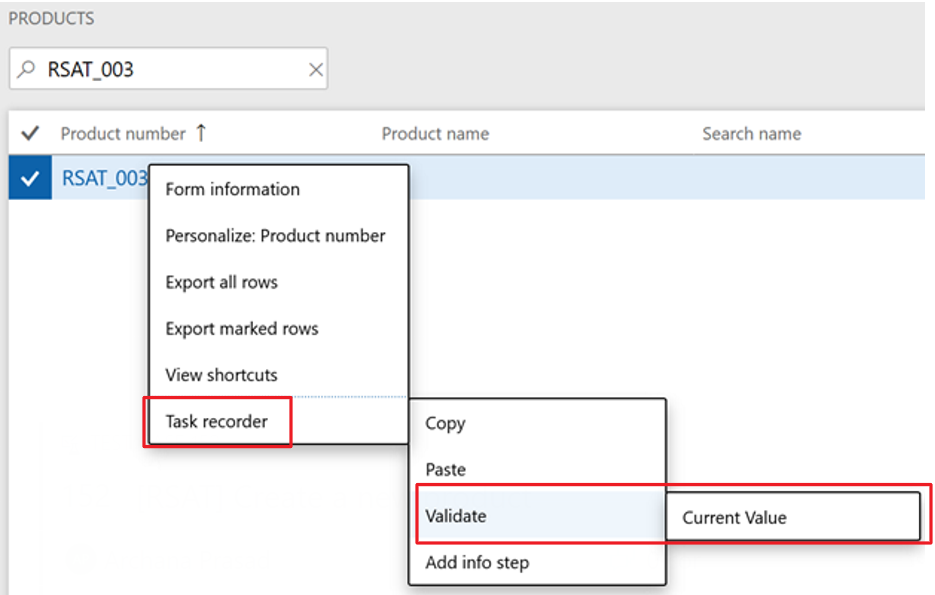 PRODUCTS
RSAT_003
Product number ↑ Product name Search name
RSAT_003
Form information
Personalize: Product number
Export all rows
Export marked rows
View shortcuts
Task recorder
Copy
Paste
Validate
Current Value
Add info step